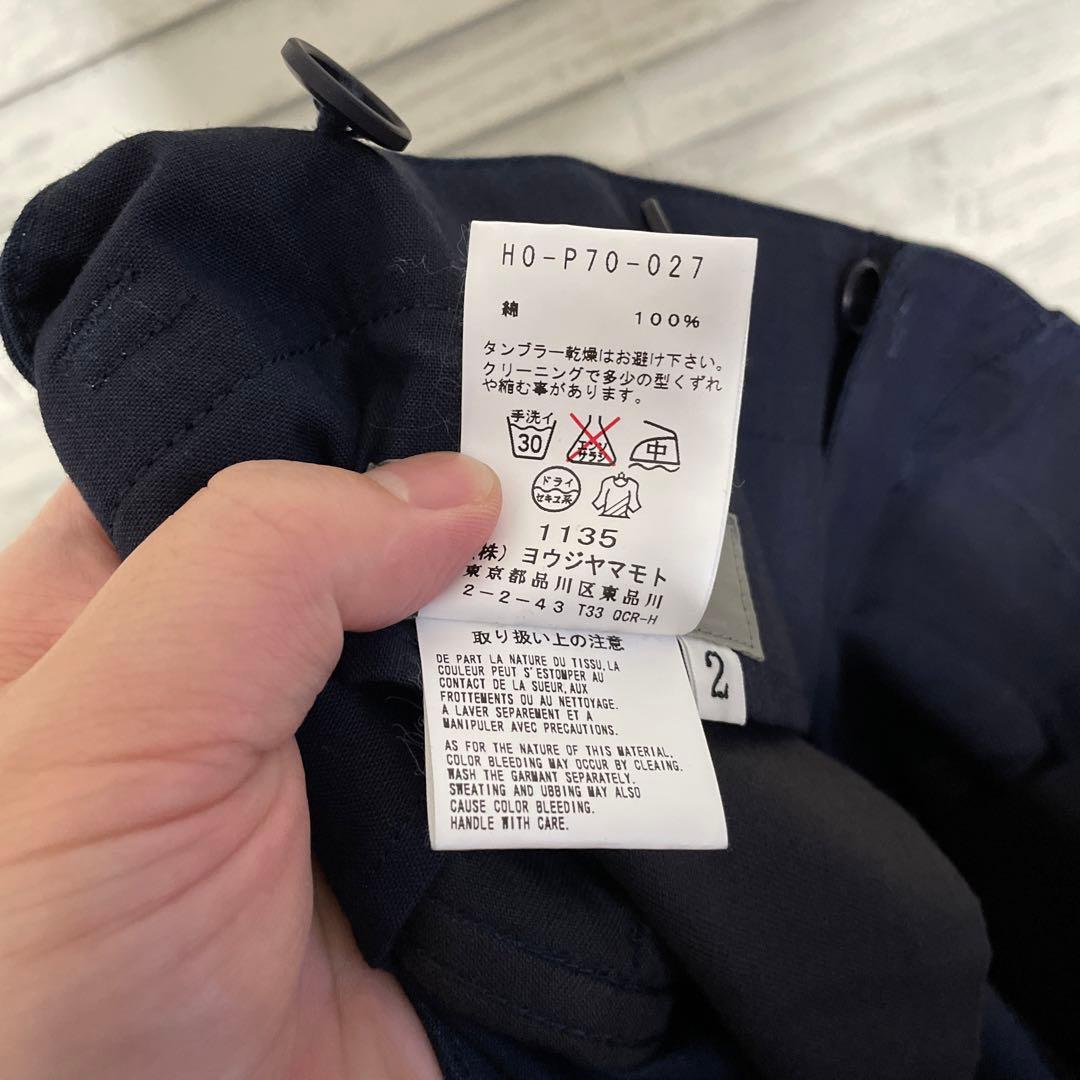 HO-P70-027
綿 100%
タンブラー乾燥はお避け下さい。
クリーニングで多少の型くずれ
や縮む事があります。
手洗イ
30
エンソ
サラシ
中
ドライ
セキユ系
1135
株) ヨウジヤマモト
東京都品川区東品川
2-2-43 T33 QCR-H
取り扱い上の注意
DE PART LA NATURE DU TISSU,LA
COULEUR PEUT S'ESTOMPER AU
CONTACT DE LA SUEUR,AUX
FROTTEMENTS OU AU NETTOYAGE.
A LAVER SEPAREMENT ET A
MANIPULER AVEC PRECAUTIONS.
AS FOR THE NATURE OF THIS MATERIAL,
COLOR BLEEDING MAY OCCUR BY CLEAING.
WASH THE GARMANT SEPARATELY.
SWEATING AND UBBING MAY ALSO
CAUSE COLOR BLEEDING.
HANDLE WITH CARE.
2